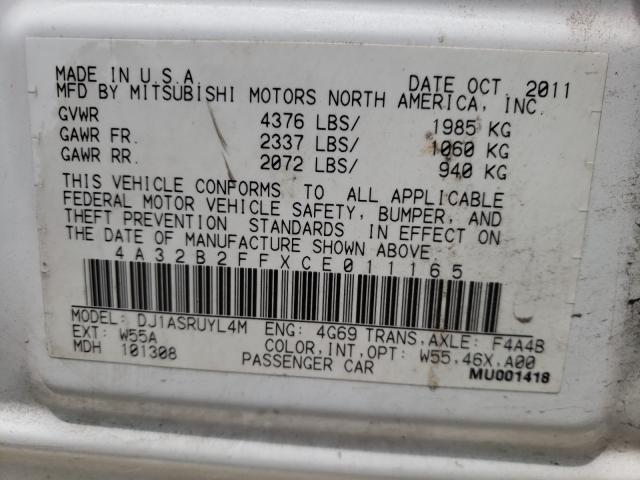 MADE IN U.S.A. DATE OCT. 2011
MFD BY MITSUBISHI MOTORS NORTH AMERICA, INC.
GVWR 4376 LBS/ 1985 KG
GAWR FR. 2337 LBS/ 1060 KG
GAWR RR. 2072 LBS/ 940 KG
THIS VEHICLE CONFORMS TO ALL APPLICABLE
FEDERAL MOTOR VEHICLE SAFETY, BUMPER, AND
THEFT PREVENTION STANDARDS IN EFFECT ON
THE DATE OF MANUFACTURE SHOWN ABOVE.
4A32B2FFXCE011165
MODEL: DJ1ASRUYL4M ENG: 4G69 TRANS,AXLE: F4A4B
EXT: W55A COLOR,INT,OPT: W55.46X.A00
MDH 101308 PASSENGER CAR
MU001418